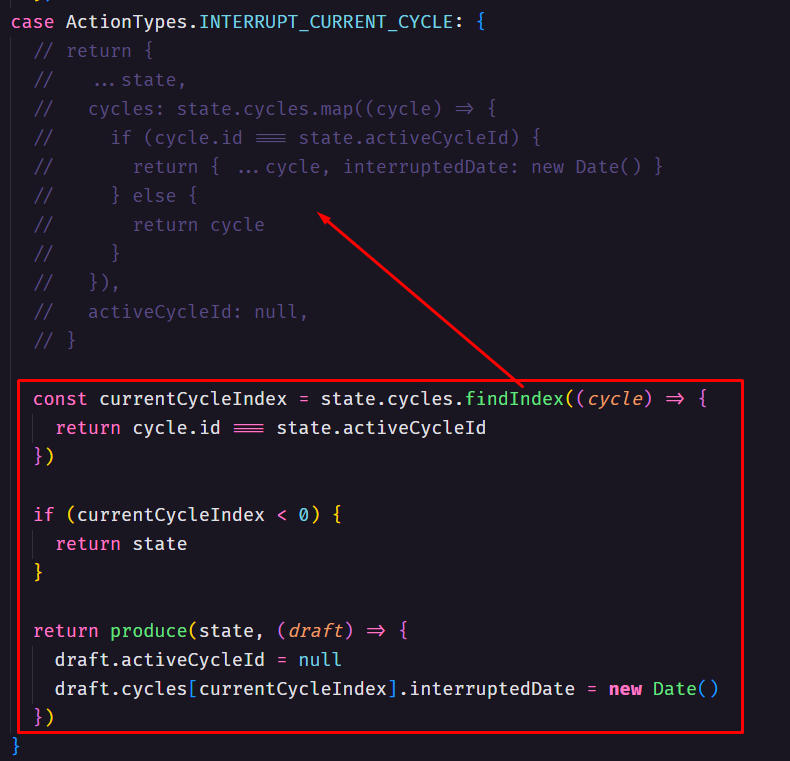 case ActionTypes.INTERRUPT_CURRENT_CYCLE: {
// return {
//   ...state,
//   cycles: state.cycles.map((cycle) => {
//     if (cycle.id === state.activeCycleId) {
//       return { ...cycle, interruptedDate: new Date() }
//     } else {
//       return cycle
//     }
//   }),
//   activeCycleId: null,
// }
const currentCycleIndex = state.cycles.findIndex((cycle) => {
return cycle.id === state.activeCycleId
})
if (currentCycleIndex < 0) {
return state
}
return produce(state, (draft) => {
draft.activeCycleId = null
draft.cycles[currentCycleIndex].interruptedDate = new Date()
})
}